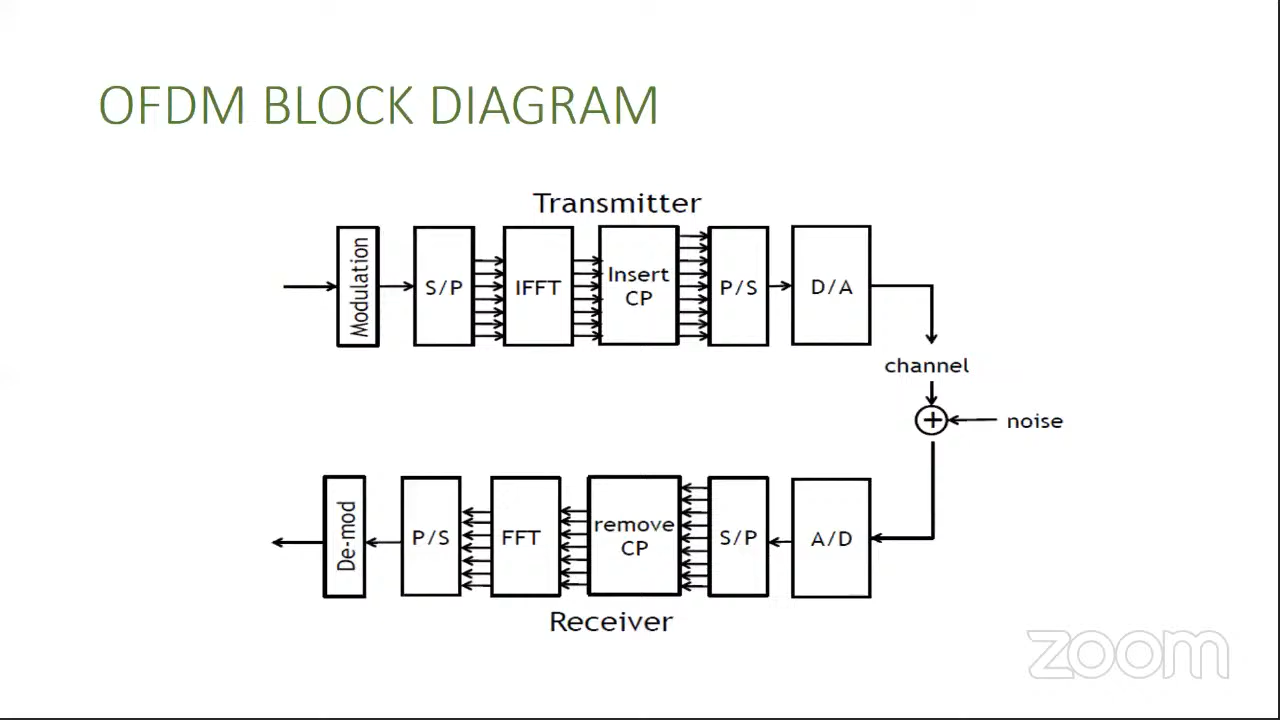 OFDM BLOCK DIAGRAM
Transmitter
Modulation
S/P
IFFT
Insert
CP
P/S
D/A
channel
noise
De-mod
P/S
FFT
remove
CP
S/P
A/D
Receiver
zoom